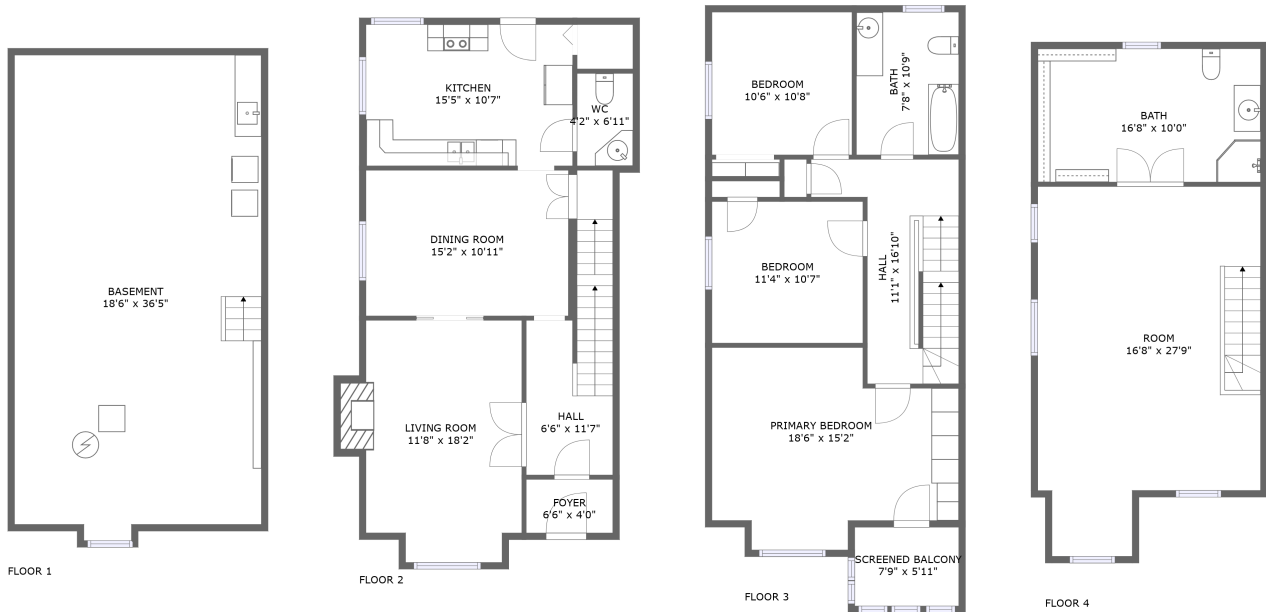 BASEMENT
18'6" x 36'5"
FLOOR 1
KITCHEN
15'5" x 10'7"
WC
4'2" x 6'11"
DINING ROOM
15'2" x 10'11"
LIVING ROOM
11'8" x 18'2"
HALL
6'6" x 11'7"
FOYER
6'6" x 4'0"
FLOOR 2
BEDROOM
10'6" x 10'8"
BATH
7'8" x 10'9"
BEDROOM
11'4" x 10'7"
HALL
11'1" x 16'10"
PRIMARY BEDROOM
18'6" x 15'2"
SCREENED BALCONY
7'9" x 5'11"
FLOOR 3
BATH
16'8" x 10'0"
ROOM
16'8" x 27'9"
FLOOR 4